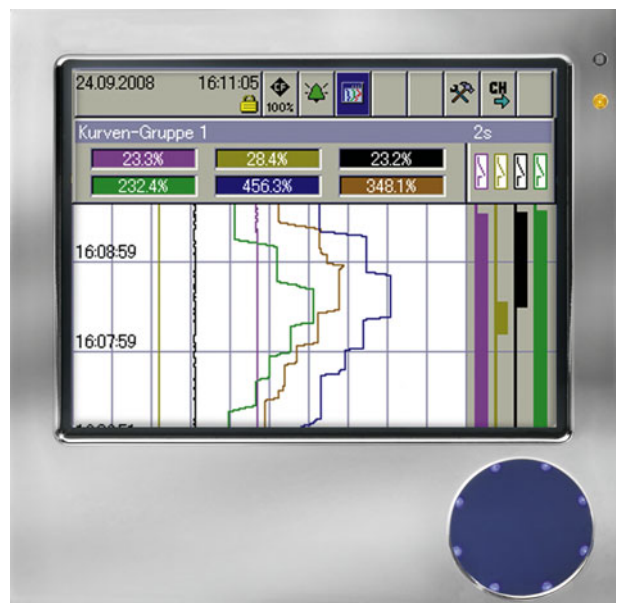 24.09.2008 16:11:05
CF
100%
CH
Kurven-Gruppe 1 2s
23.3% 28.4% 23.2%
232.4% 456.3% 348.1%
16:08:59
16:07:59